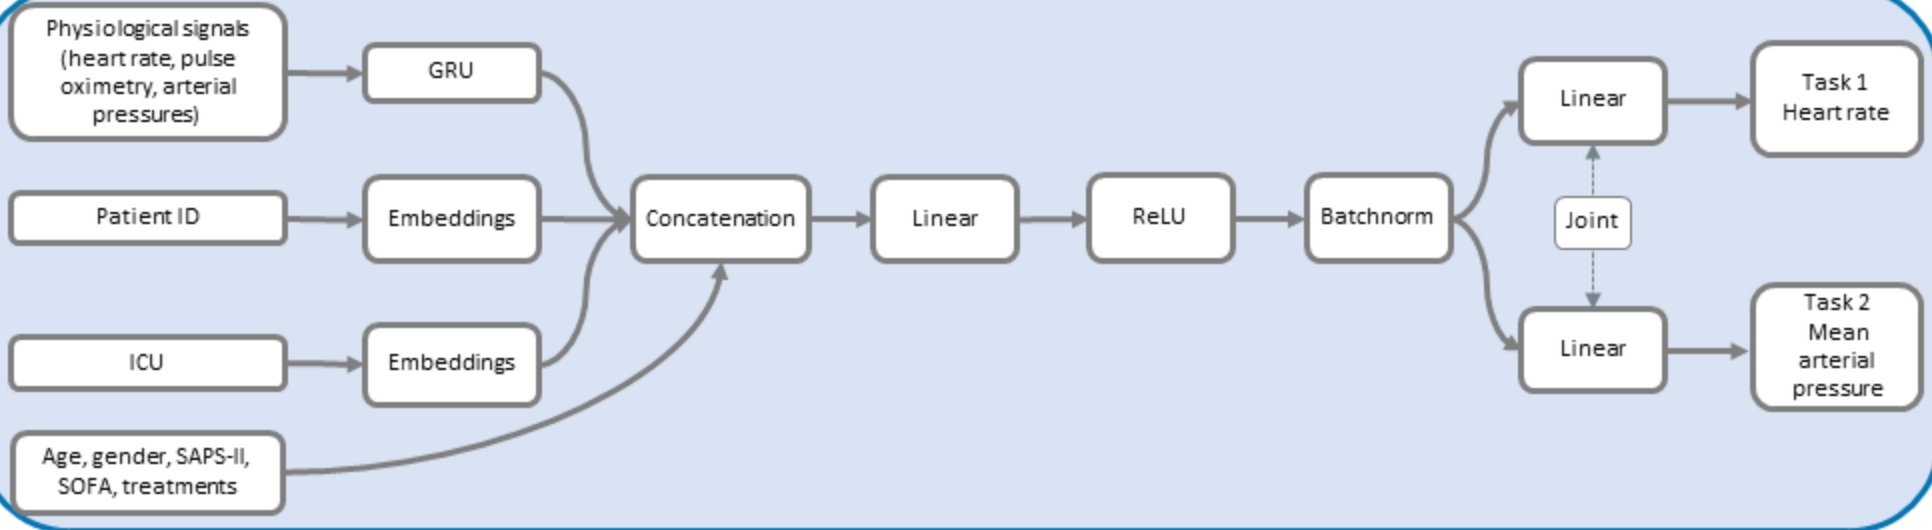 Physiological signals
(heart rate, pulse
oximetry, arterial
pressures)
GRU
Patient ID
Embeddings
ICU
Embeddings
Age, gender, SAPS-II,
SOFA, treatments
Concatenation
Linear
ReLU
Batchnorm
Linear
Joint
Linear
Task 1
Heart rate
Task 2
Mean
arterial
pressure